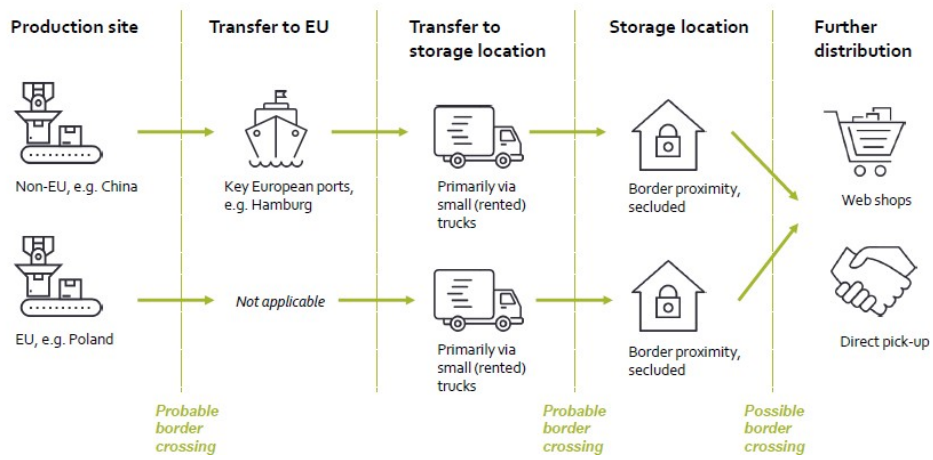 Production site
Transfer to EU
Transfer to
storage location
Storage location
Further
distribution
Non-EU, e.g. China
Key European ports,
e.g. Hamburg
Primarily via
small (rented)
trucks
Border proximity,
secluded
Web shops
EU, e.g. Poland
Not applicable
Primarily via
small (rented)
trucks
Border proximity,
secluded
Direct pick-up
Probable
border
crossing
Probable
border
crossing
Possible
border
crossing